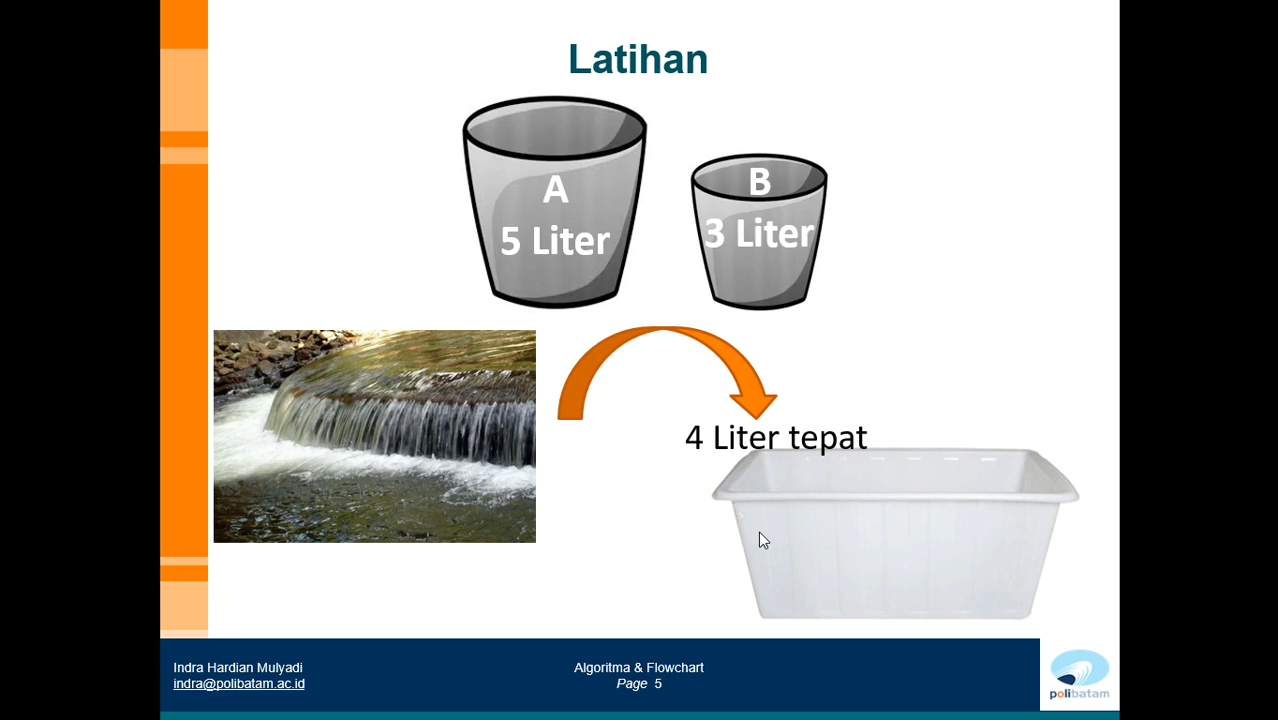 Latihan
A
5 Liter
B
3 Liter
4 Liter tepat
Indra Hardian Mulyadi
indra@polibatam.ac.id
Algoritma & Flowchart
Page 5
polibatam